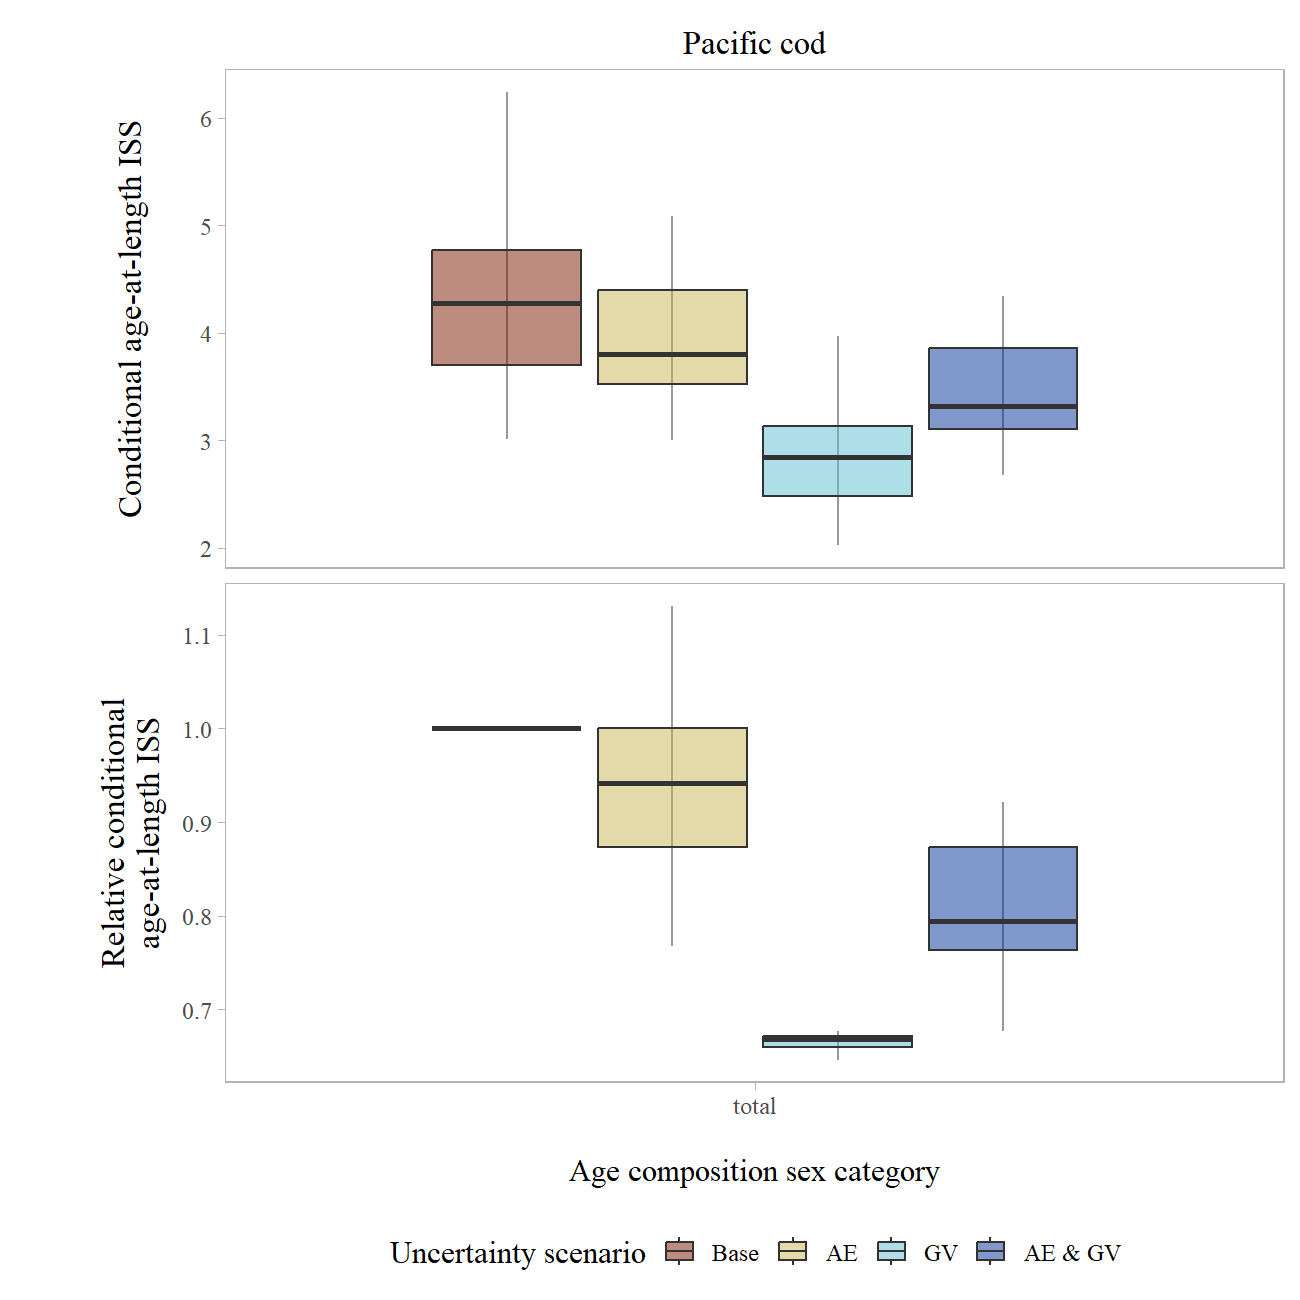 Pacific cod
Conditional age-at-length ISS
6
5
4
3
2
Relative conditional
age-at-length ISS
1.1
1.0
0.9
0.8
0.7
total
Age composition sex category
Uncertainty scenario Base AE GV AE & GV